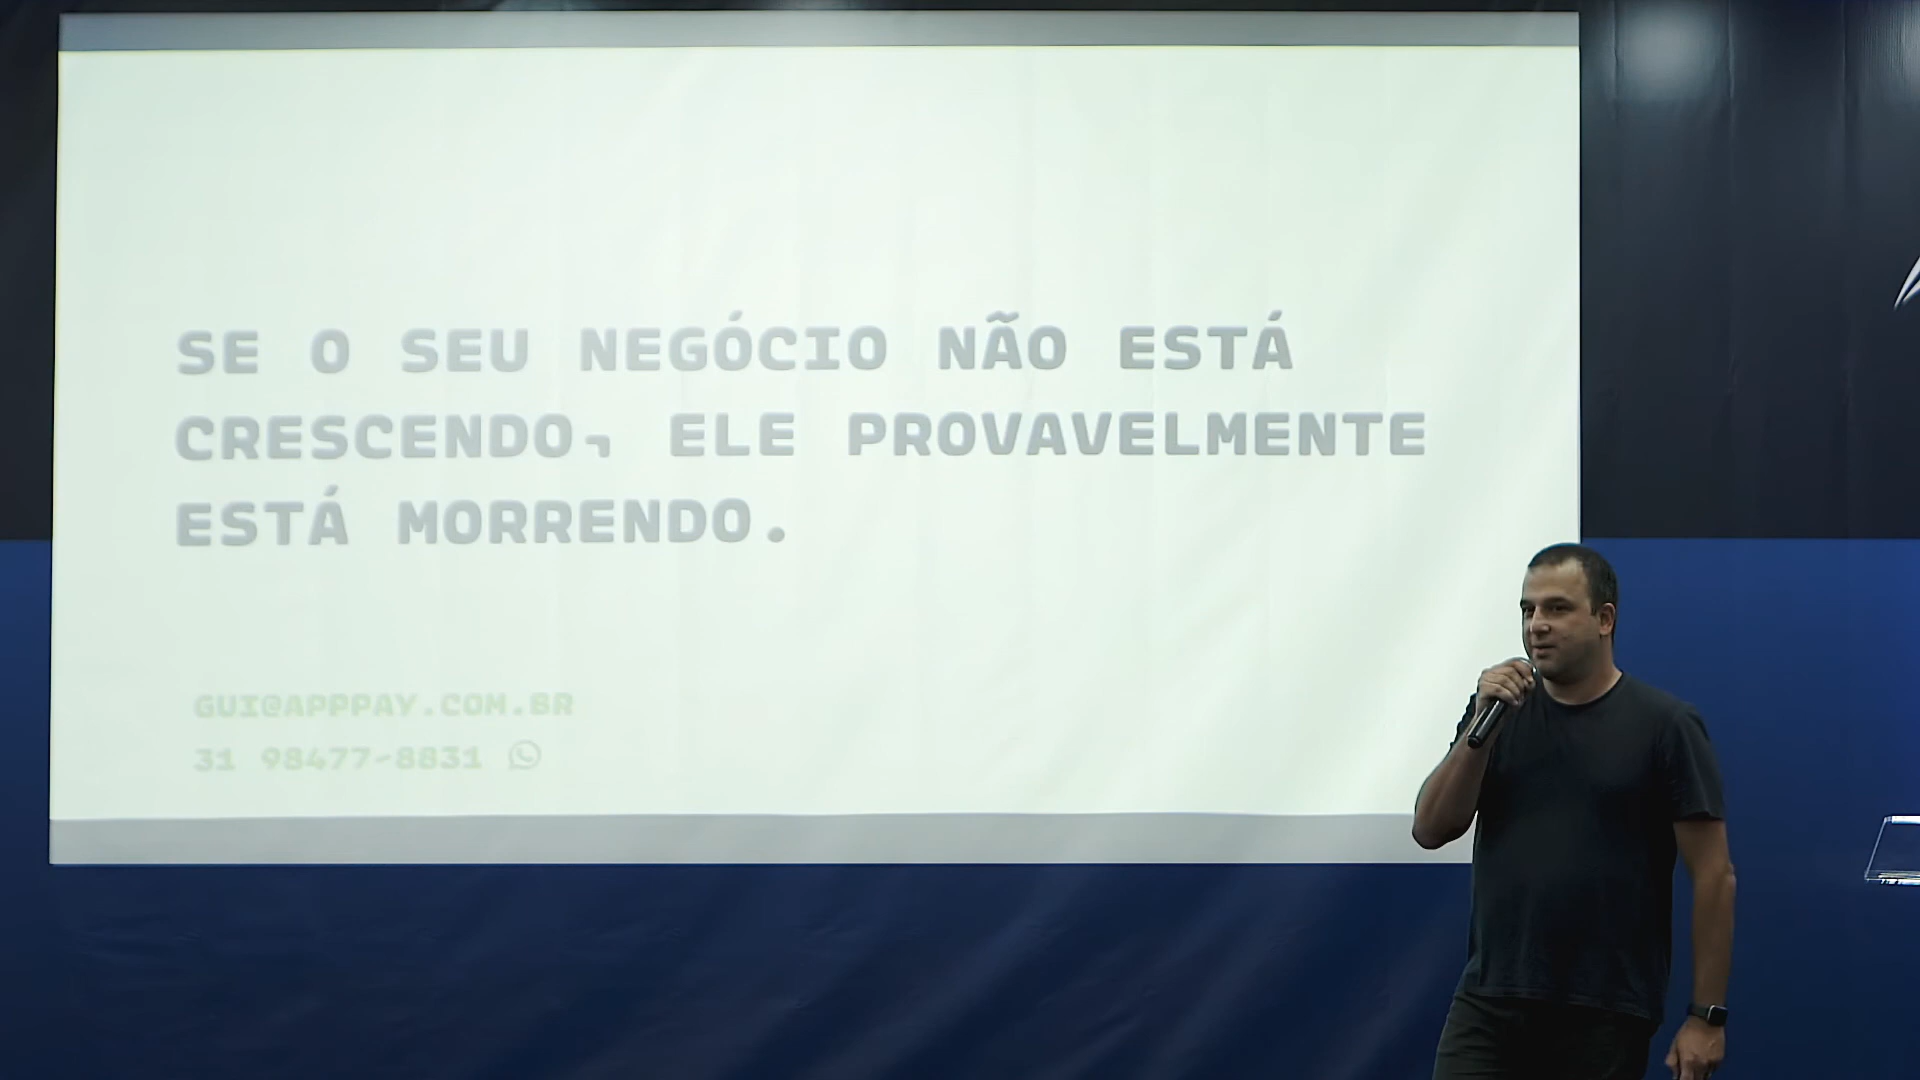 SE O SEU NEGÓCIO NÃO ESTÁ
CRESCENDO, ELE PROVAVELMENTE
ESTÁ MORRENDO.
GUI@APPPAY.COM.BR
31 98477-8831